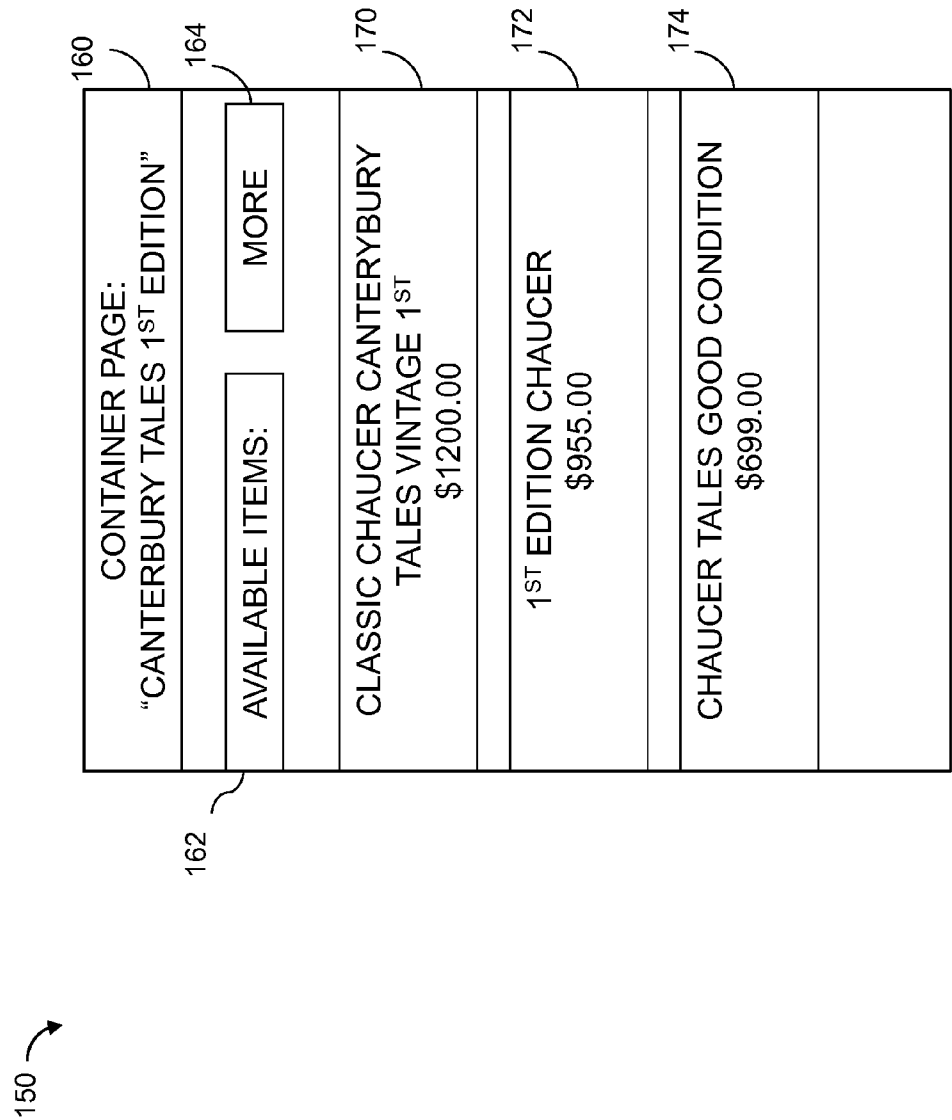 150
160
CONTAINER PAGE:
“CANTERBURY TALES 1ST EDITION”
162
AVAILABLE ITEMS:
MORE
164
CLASSIC CHAUCER CANTERYBURY
TALES VINTAGE 1ST
$1200.00
170
1ST EDITION CHAUCER
$955.00
172
CHAUCER TALES GOOD CONDITION
$699.00
174